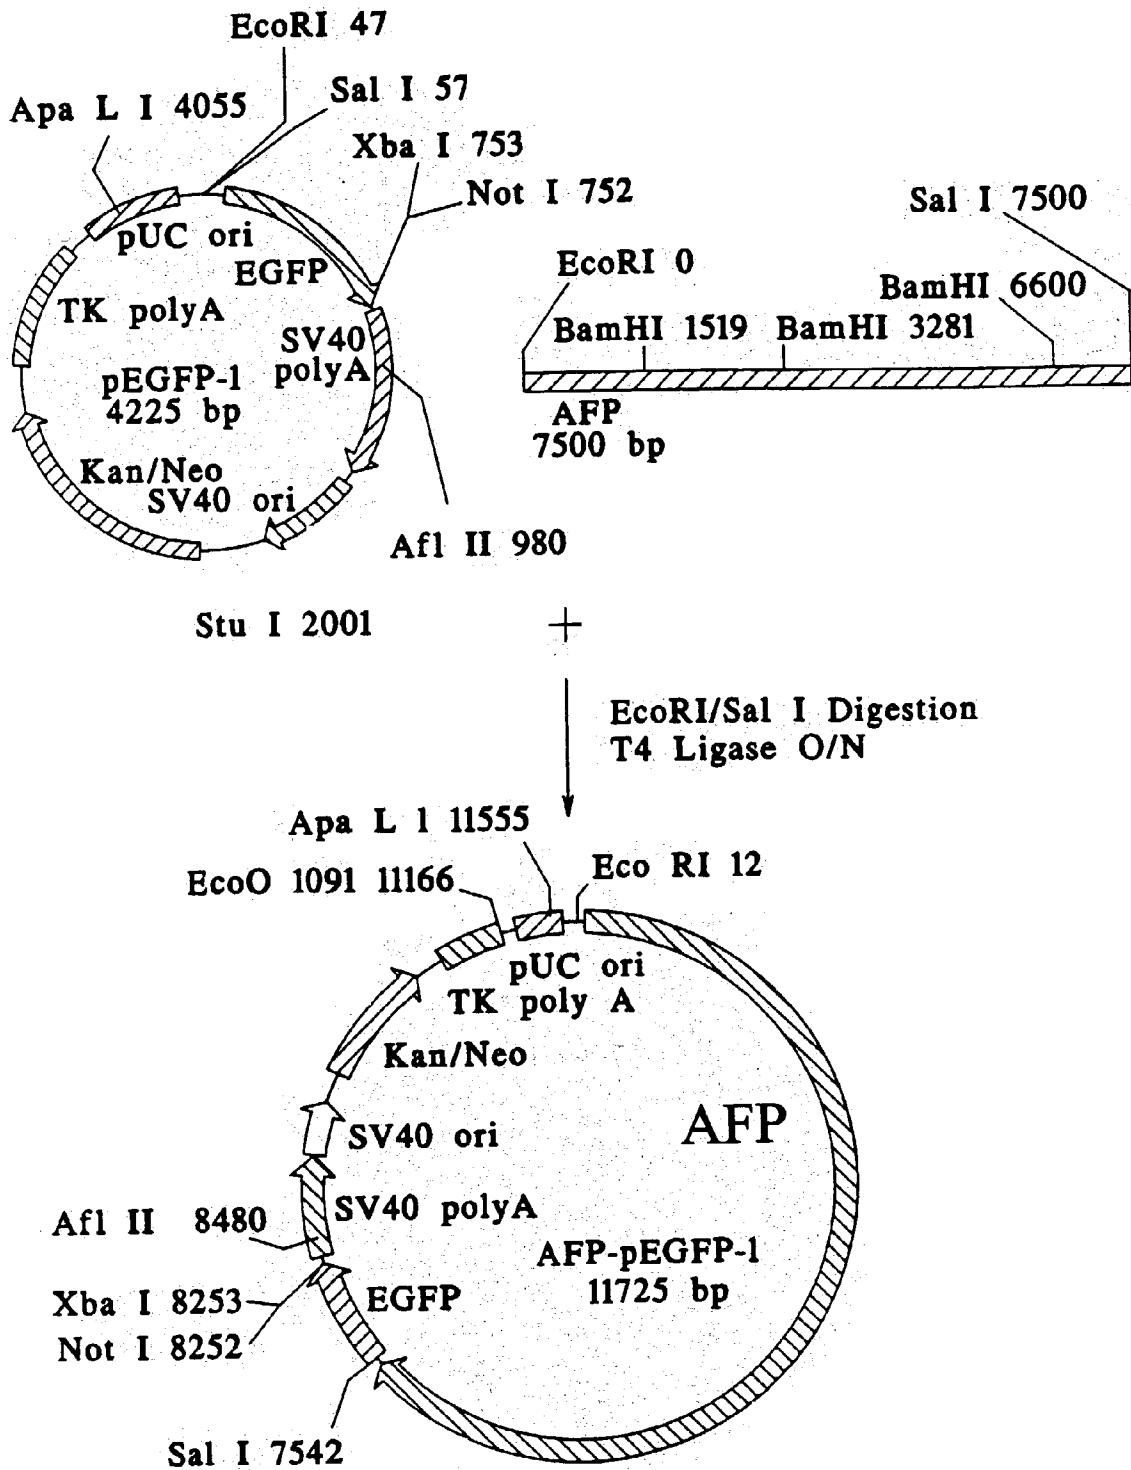 EcoRI 47
Apa L I 4055
Sal I 57
Xba I 753
Not I 752
pUC ori
EGFP
TK polyA
SV40
polyA
pEGFP-1
4225 bp
Kan/Neo
SV40 ori
Afl II 980
Stu I 2001
Sal I 7500
EcoRI 0
BamHI 6600
BamHI 1519
BamHI 3281
AFP
7500 bp
+
EcoRI/Sal I Digestion
T4 Ligase O/N
Apa L 1 11555
EcoO 1091 11166
Eco RI 12
pUC ori
TK poly A
Kan/Neo
AFP
SV40 ori
SV40 polyA
Afl II 8480
AFP-pEGFP-1
11725 bp
Xba I 8253
EGFP
Not I 8252
Sal I 7542